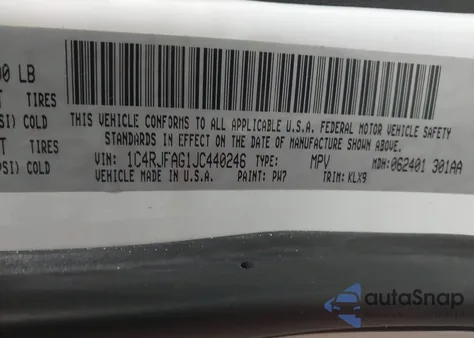 00 LB
T TIRES
SI) COLD
T TIRES
PSI) COLD
THIS VEHICLE CONFORMS TO ALL APPLICABLE U.S.A. FEDERAL MOTOR VEHICLE SAFETY
STANDARDS IN EFFECT ON THE DATE OF MANUFACTURE SHOWN ABOVE.
VIN: 1C4RJFAG1JC440246 TYPE: MPV MDH: 062401 301AA
VEHICLE MADE IN U.S.A. PAINT: PW7 TRIM: KLX9
autoSnap